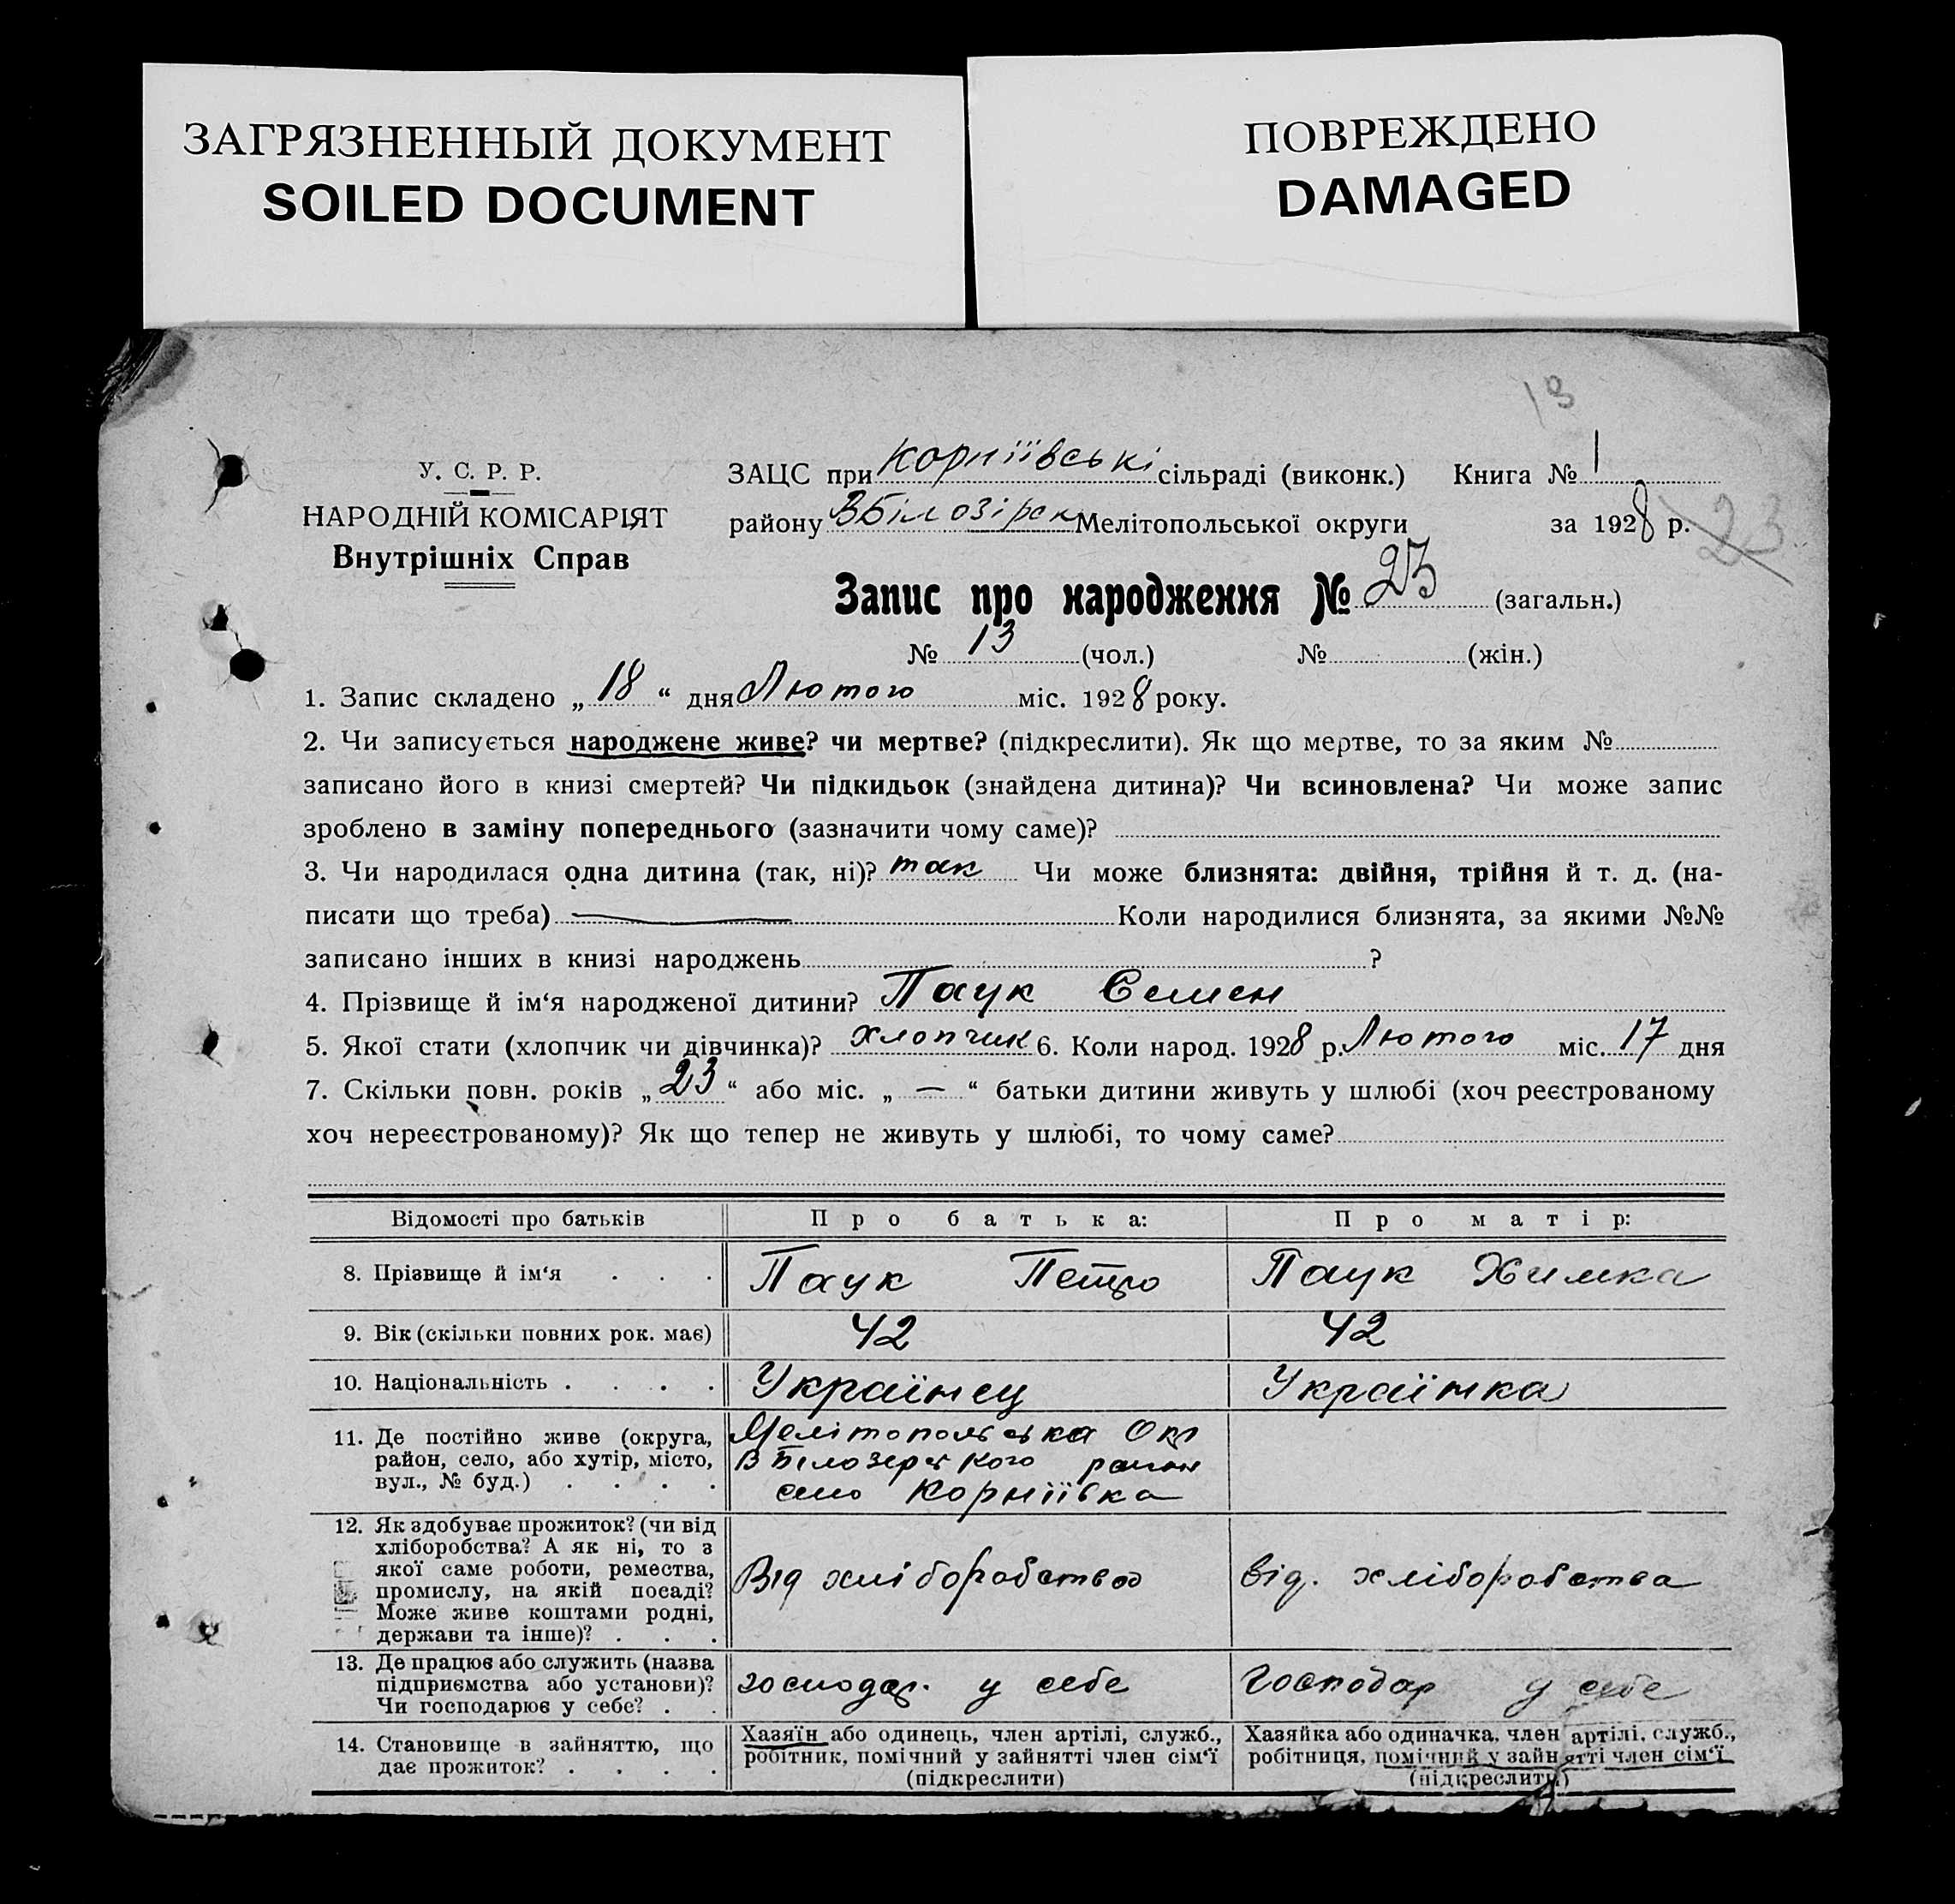 ЗАГРЯЗНЕННЫЙ ДОКУМЕНТ
SOILED DOCUMENT
ПОВРЕЖДЕНО
DAMAGED
13
У. С. Р. Р.
НАРОДНІЙ КОМІСАРІЯТ
Внутрішніх Справ
ЗАЦС при Корніївські сільраді (виконк.) Книга № 1
району ВБілозірск Мелітопольської округи за 1928 р. 23
Запис про народження № 23 (загальн.)
№ 13 (чол.) № (жін.)
1. Запис складено „ 18 “ дня Лютого міс. 1928 року.
2. Чи записується народжене живе? чи мертве? (підкреслити). Як що мертве, то за яким №
записано його в книзі смертей? Чи підкидьок (знайдена дитина)? Чи всиновлена? Чи може запис
зроблено в заміну попереднього (зазначити чому саме)?
3. Чи народилася одна дитина (так, ні)? так Чи може близнята: двійня, трійня й т. д. (на-
писати що треба) — Коли народилися близнята, за якими №№
записано інших в книзі народжень ?
4. Прізвище й ім‘я народженої дитини? Паук Семен
5. Якої стати (хлопчик чи дівчинка)? хлопчик 6. Коли народ. 1928 р. Лютого міс. 17 дня
7. Скільки повн. років „ 23 “ або міс. „ — “ батьки дитини живуть у шлюбі (хоч реєстрованому
хоч нереєстрованому)? Як що тепер не живуть у шлюбі, то чому саме?
Відомості про батьків Про батька: Про матір:
8. Прізвище й ім‘я . . . Паук Петро Паук Химка
9. Вік (скільки повних рок. має) 42 42
10. Національність . . . . Українец Українка
11. Де постійно живе (округа,
район, село, або хутір, місто,
вул., № буд.) . . . .
Мелітопольська Окр
ВБілозерського район
село Корніївка
12. Як здобуває прожиток? (чи від
хліборобства? А як ні, то з
якої саме роботи, ремества,
промислу, на якій посаді?
Може живе коштами родні,
держави та інше)? . . .
Від хліборобства від. хліборобства
13. Де працює або служить (назва
підприємства або установи)?
Чи господарює у себе? . .
господар. у себе Господар у себе
14. Становище в зайняттю, що
дає прожиток? . . . .
Хазяїн або одинець, член артілі, служб.,
робітник, помічний у зайнятті член сім‘ї
(підкреслити)
Хазяйка або одиначка, член артілі, служб.,
робітниця, помічний у зайнятті член сім‘ї
(підкреслити)